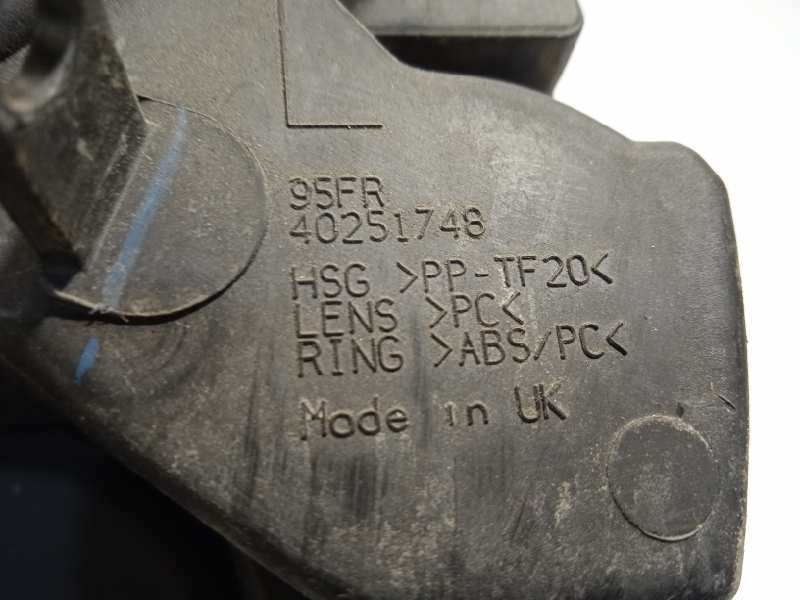 L
95FR
40251748
HSG >PP-TF20<
LENS >PC<
RING >ABS/PC<
Made in UK